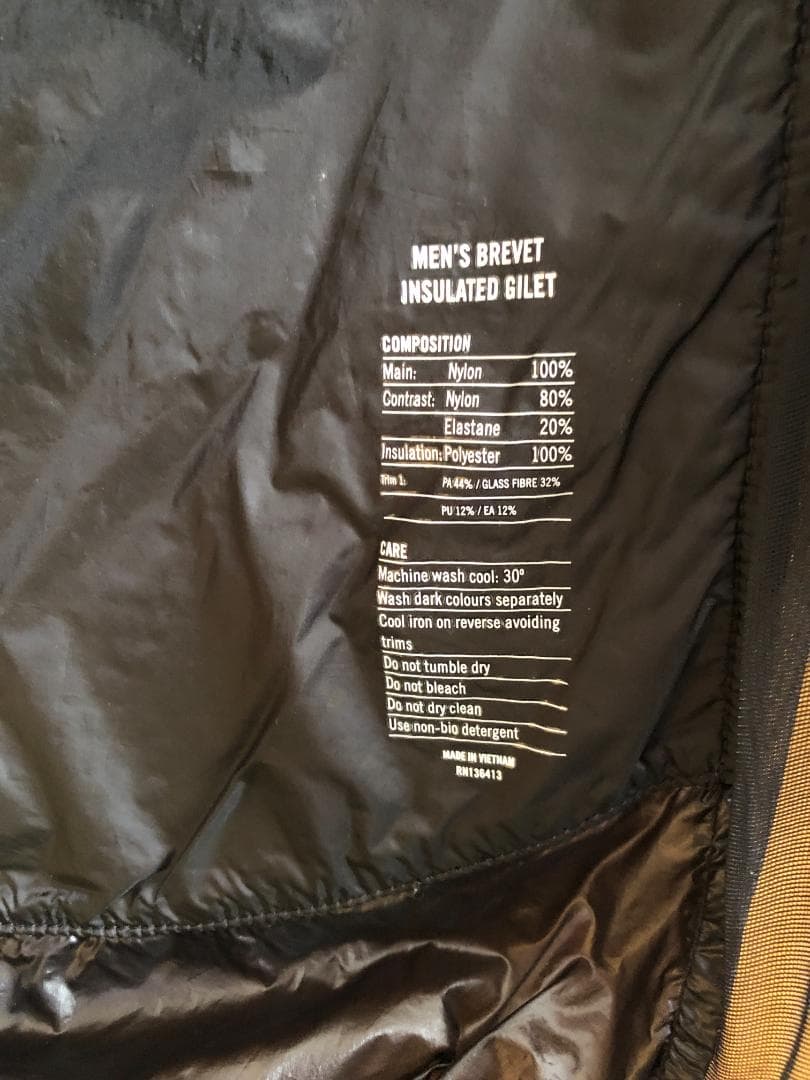 MEN'S BREVET
INSULATED GILET
COMPOSITION
Main: Nylon 100%
Contrast: Nylon 80%
Elastane 20%
Insulation: Polyester 100%
Trim 1: PA 44% / GLASS FIBRE 32%
PU 12% / EA 12%
CARE
Machine wash cool: 30°
Wash dark colours separately
Cool iron on reverse avoiding
trims
Do not tumble dry
Do not bleach
Do not dry clean
Use non-bio detergent
MADE IN VIETNAM
RN136413